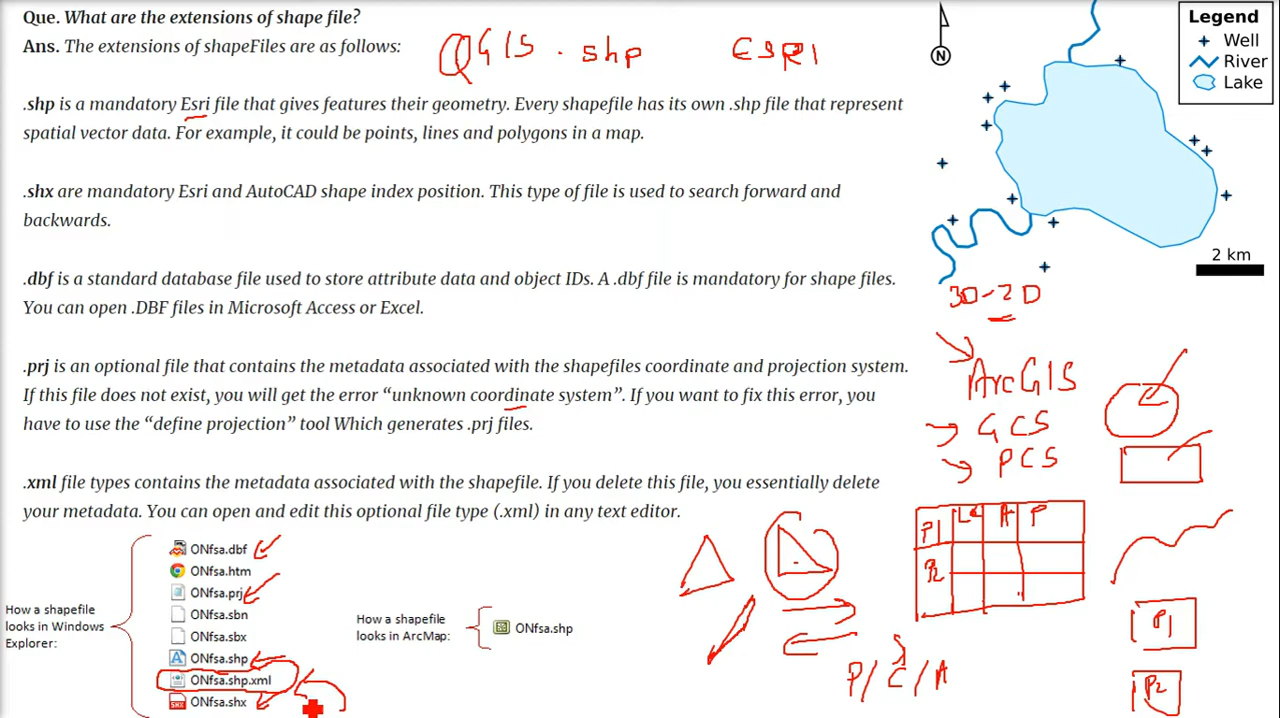 Que. What are the extensions of shape file?
Ans. The extensions of shapeFiles are as follows:
QGIS .shp ESRI
.shp is a mandatory Esri file that gives features their geometry. Every shapefile has its own .shp file that represent
spatial vector data. For example, it could be points, lines and polygons in a map.
.shx are mandatory Esri and AutoCAD shape index position. This type of file is used to search forward and
backwards.
.dbf is a standard database file used to store attribute data and object IDs. A .dbf file is mandatory for shape files.
You can open .DBF files in Microsoft Access or Excel.
.prj is an optional file that contains the metadata associated with the shapefiles coordinate and projection system.
If this file does not exist, you will get the error “unknown coordinate system”. If you want to fix this error, you
have to use the “define projection” tool Which generates .prj files.
.xml file types contains the metadata associated with the shapefile. If you delete this file, you essentially delete
your metadata. You can open and edit this optional file type (.xml) in any text editor.
How a shapefile
looks in Windows
Explorer:
ONfsa.dbf
ONfsa.htm
ONfsa.prj
ONfsa.sbn
ONfsa.sbx
ONfsa.shp
ONfsa.shp.xml
ONfsa.shx
How a shapefile
looks in ArcMap:
ONfsa.shp
N
Legend
Well
River
Lake
2 km
3D-2D
ArcGIS
GCS
PCS
P1 A P
P2
P1
P2
P/C/A